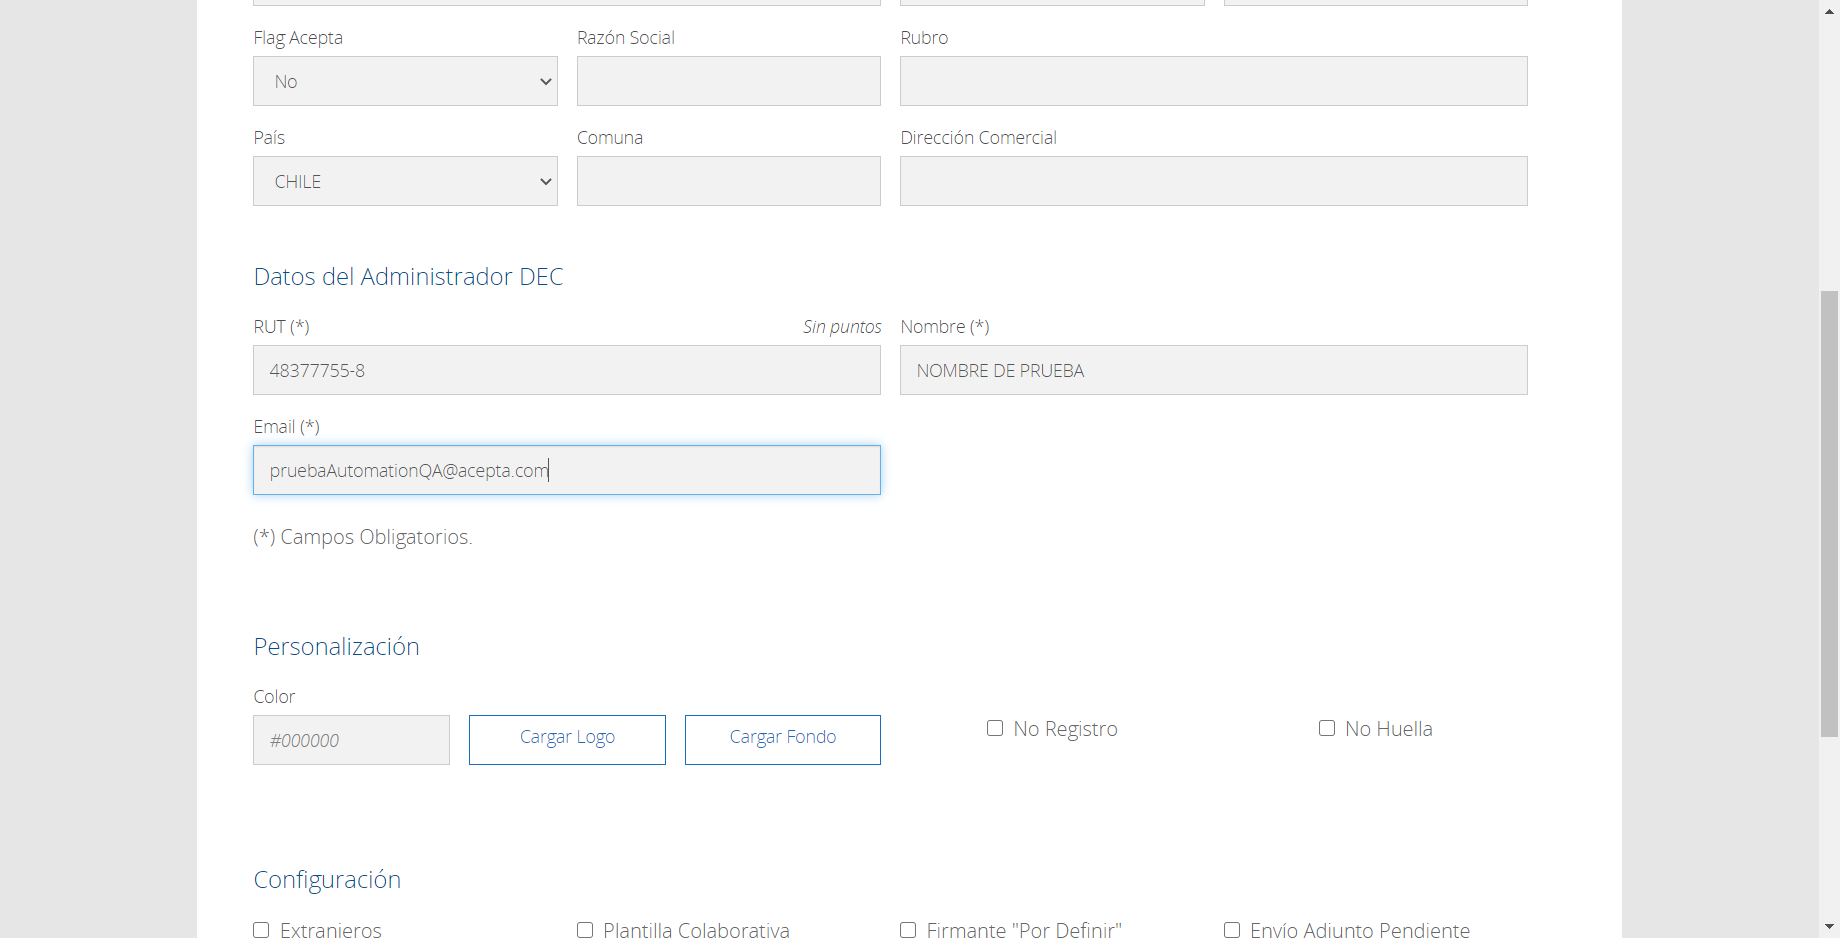 Flag Acepta Razón Social Rubro
No
País Comuna Dirección Comercial
CHILE
Datos del Administrador DEC
RUT (*) Sin puntos Nombre (*)
48377755-8 NOMBRE DE PRUEBA
Email (*)
pruebaAutomationQA@acepta.com
(*) Campos Obligatorios.
Personalización
Color
#000000 Cargar Logo Cargar Fondo No Registro No Huella
Configuración
Extranjeros Plantilla Colaborativa Firmante "Por Definir" Envío Adjunto Pendiente